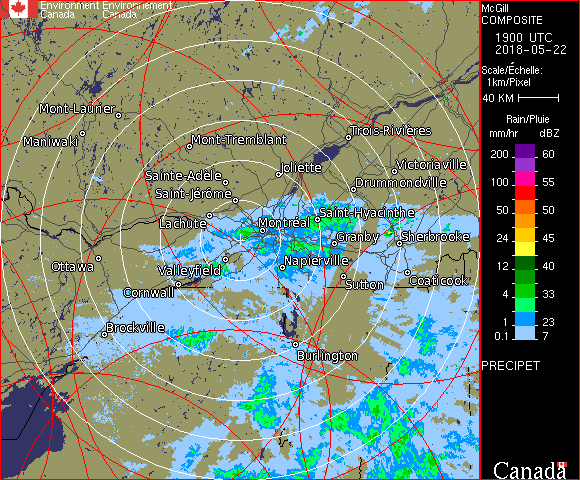 Environment Environnement
Canada Canada
McGill
COMPOSITE
1900 UTC
2018-05-22
Scale/Échelle:
1km/Pixel
40 KM
Rain/Pluie
mm/hr dBZ
200 60
150 55
100 55
50 50
24 45
12 40
4 33
1 23
0.1 7
PRECIPET
Canada
Mont-Laurier
Maniwaki
Mont-Tremblant
Trois-Rivières
Joliette
Victoriaville
Sainte-Adèle
Drummondville
Saint-Jérôme
Lachute
Saint-Hyacinthe
Montréal
Granby
Sherbrooke
Ottawa
Valleyfield
Napierville
Cornwall
Sutton
Coaticook
Brockville
Burlington